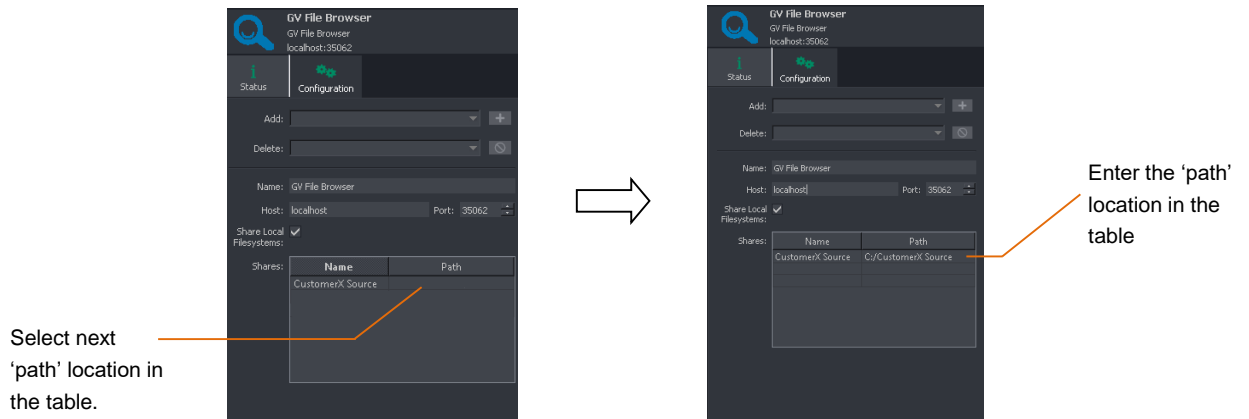 GV File Browser
GV File Browser
localhost:35062
Status
Configuration
Add:
Delete:
Name: GV File Browser
Host: localhost Port: 35062
Share Local
Filesystems:
Shares: Name Path
CustomerX Source
Select next
‘path’ location in
the table.
GV File Browser
GV File Browser
localhost:35062
Status
Configuration
Add:
Delete:
Name: GV File Browser
Host: localhost Port: 35062
Share Local
Filesystems:
Shares: Name Path
CustomerX Source C:/CustomerX Source
Enter the ‘path’
location in the
table